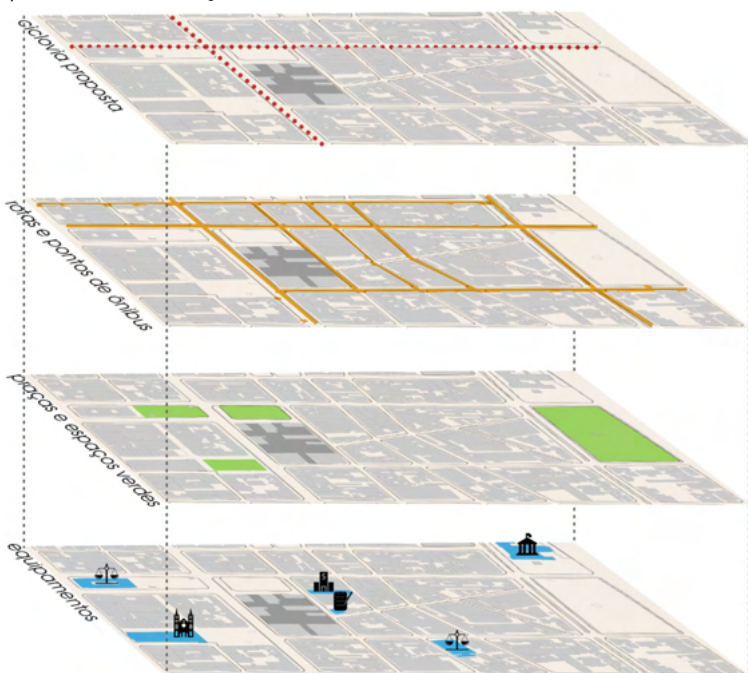 ciclovia proposta
rotas e pontos de ônibus
praças e espaços verdes
equipamentos